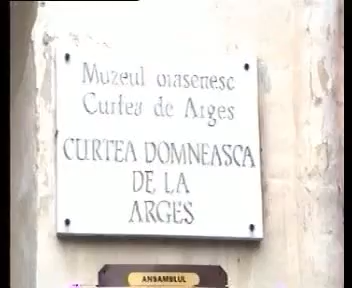 Muzeul orasenesc
Curtea de Arges
CURTEA DOMNEASCA
DE LA
ARGES
ANSAMBLUL